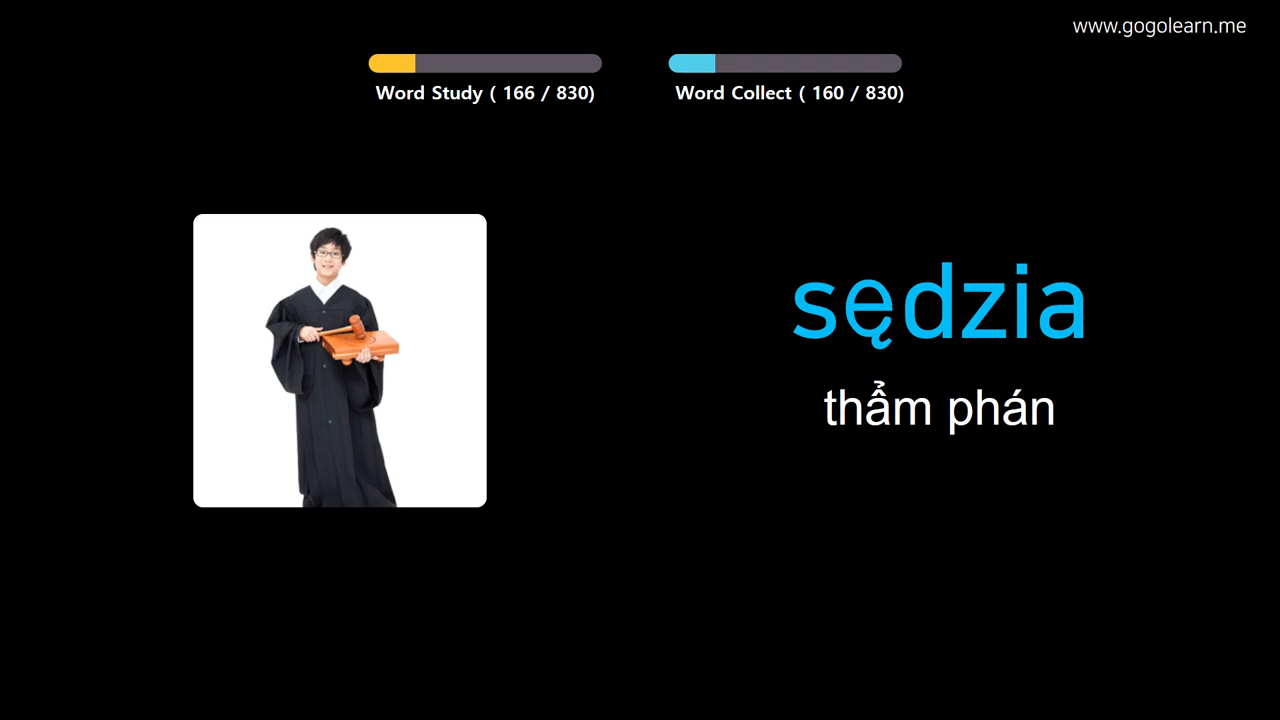 www.gogolearn.me
Word Study ( 166 / 830)
Word Collect ( 160 / 830)
sędzia
thẩm phán